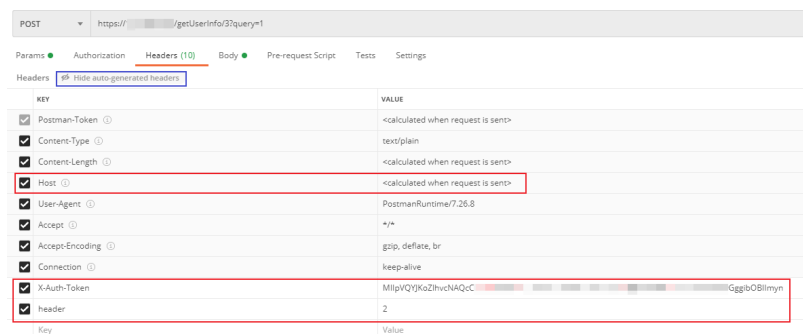 POST https:// /getUserInfo/3?query=1
Params Authorization Headers (10) Body Pre-request Script Tests Settings
Headers Hide auto-generated headers
KEY VALUE
Postman-Token <calculated when request is sent>
Content-Type text/plain
Content-Length <calculated when request is sent>
Host <calculated when request is sent>
User-Agent PostmanRuntime/7.26.8
Accept */*
Accept-Encoding gzip, deflate, br
Connection keep-alive
X-Auth-Token MIIpVQYJKoZIhvcNAQcC GggibOBIlmyn
header 2
Key Value